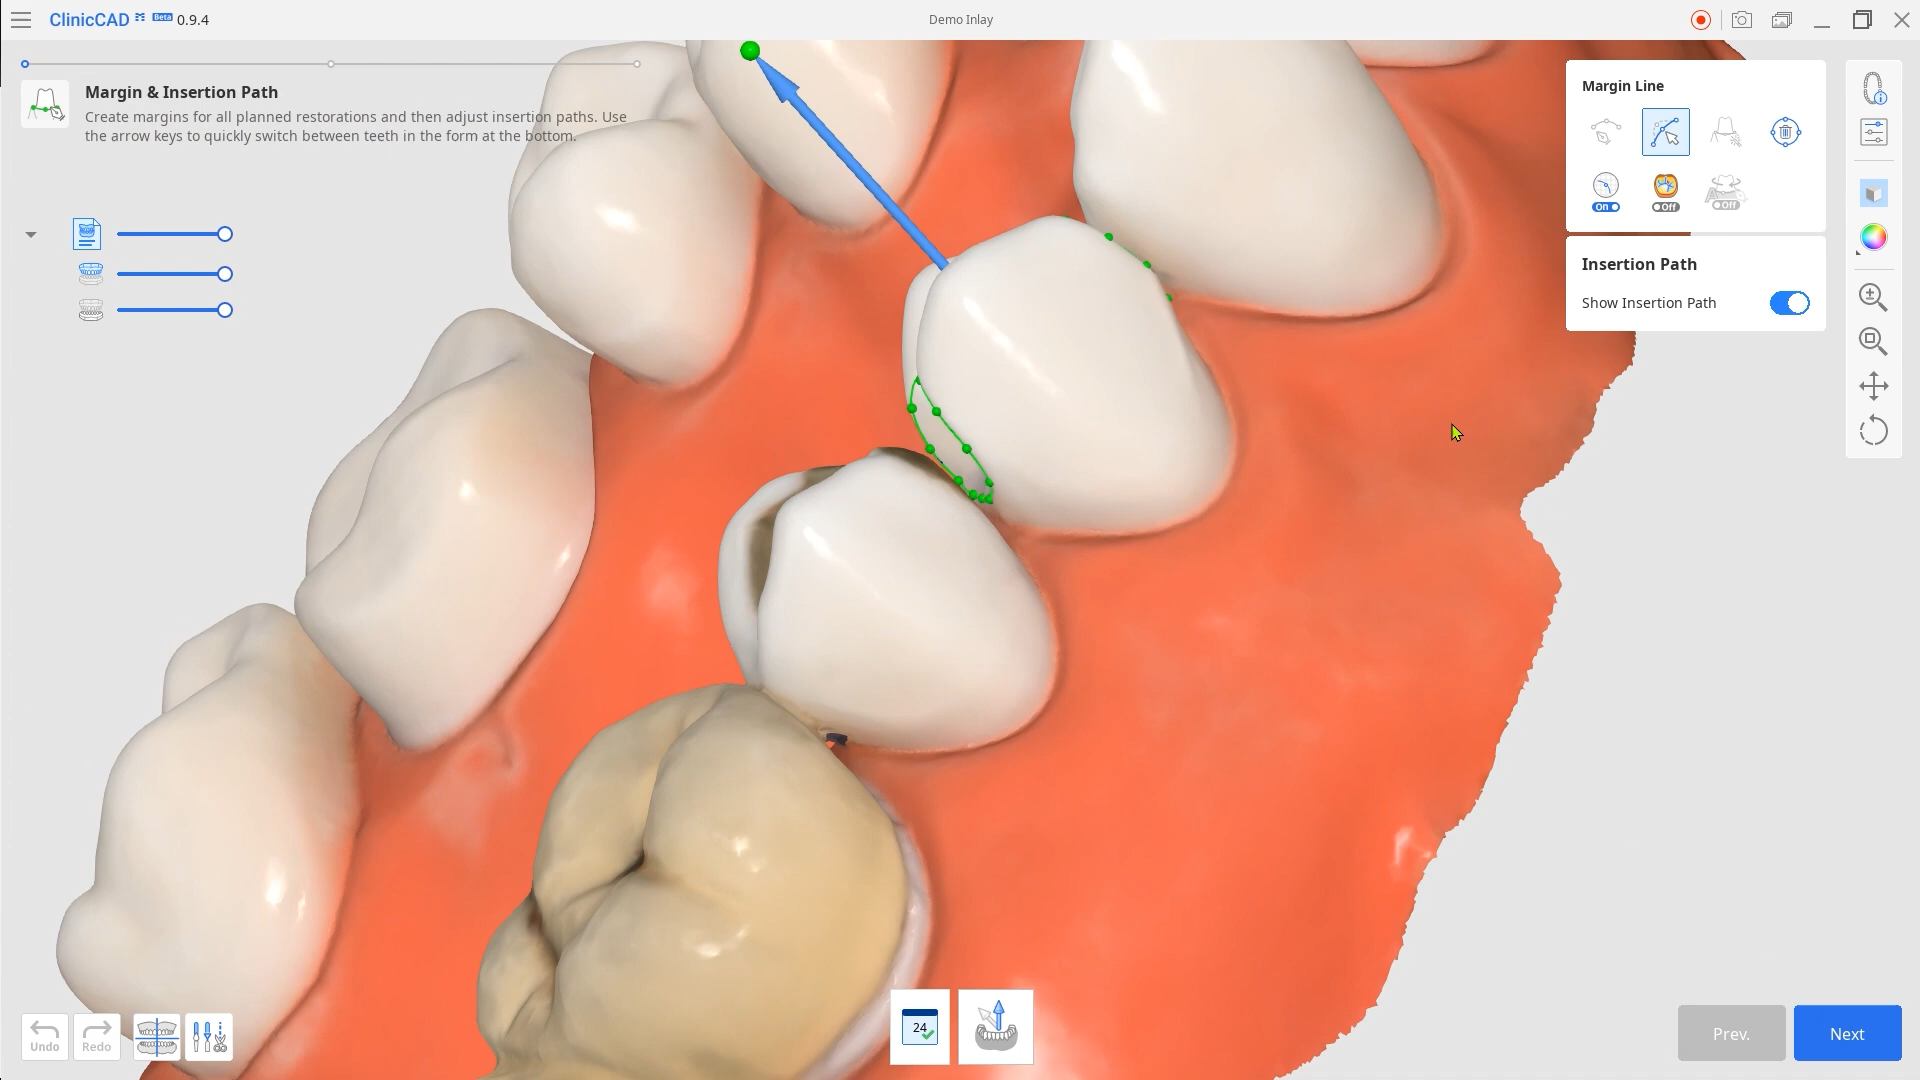 ClinicCAD Beta 0.9.4
Demo Inlay
Margin & Insertion Path
Create margins for all planned restorations and then adjust insertion paths. Use
the arrow keys to quickly switch between teeth in the form at the bottom.
Margin Line
On
Off
Off
Insertion Path
Show Insertion Path
Undo
Redo
24
Prev.
Next